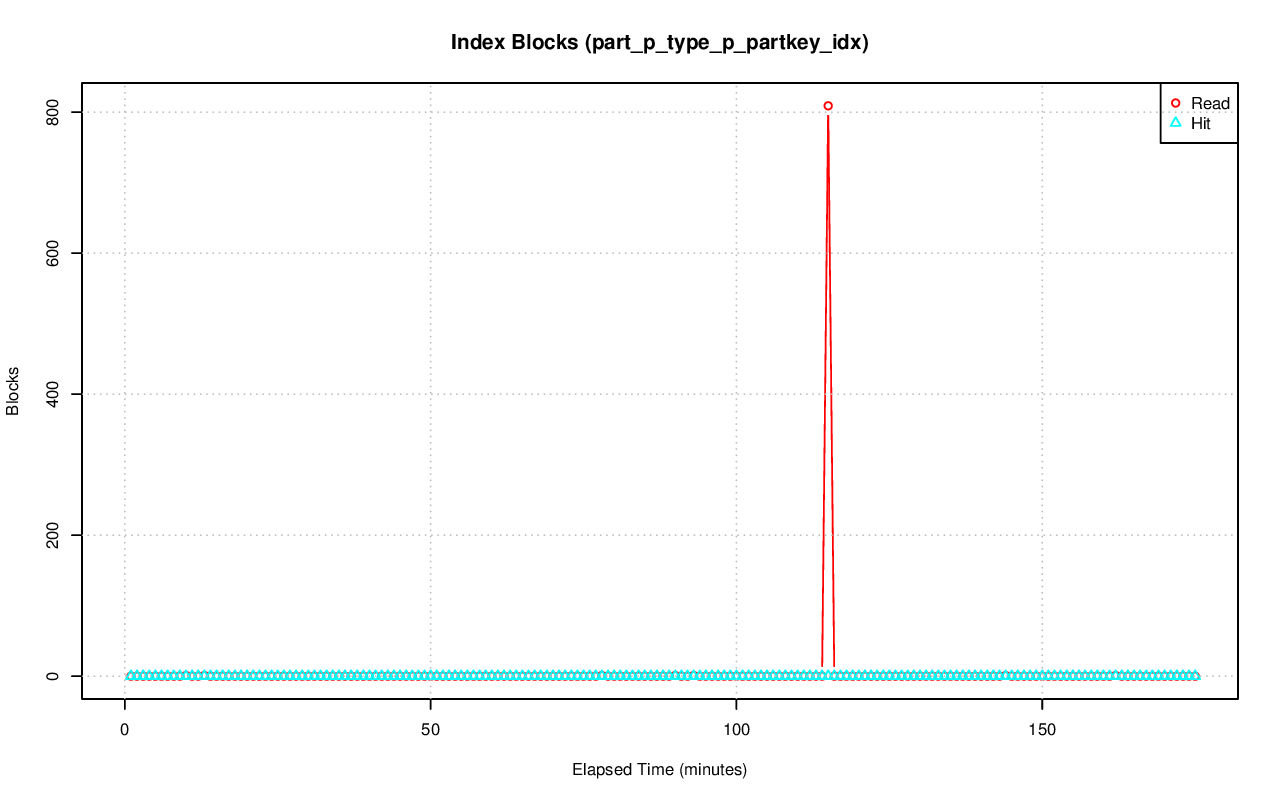 Index Blocks (part_p_type_p_partkey_idx)
Read
Hit
Blocks
800
600
400
200
0
0 50 100 150
Elapsed Time (minutes)